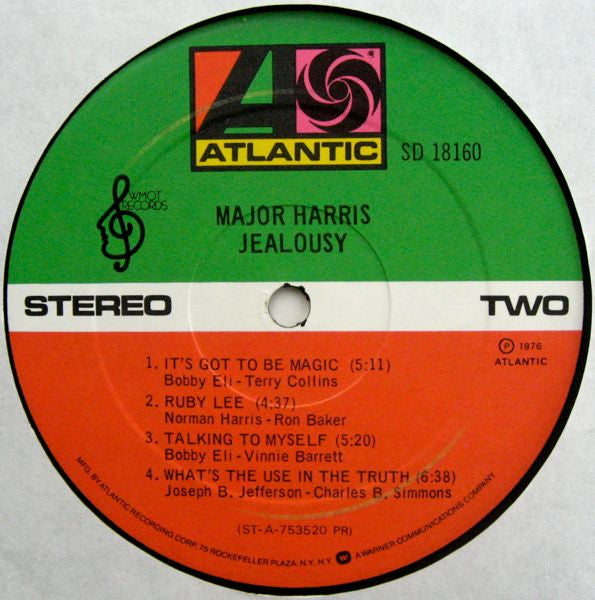 ATLANTIC
SD 18160
WMOT
RECORDS
MAJOR HARRIS
JEALOUSY
STEREO
TWO
℗ 1976
ATLANTIC
1. IT'S GOT TO BE MAGIC (5:11)
Bobby Eli - Terry Collins
2. RUBY LEE (4:37)
Norman Harris - Ron Baker
3. TALKING TO MYSELF (5:20)
Bobby Eli - Vinnie Barrett
4. WHAT'S THE USE IN THE TRUTH (6:38)
Joseph B. Jefferson - Charles B. Simmons
(ST-A-753520 PR)
MFG. BY ATLANTIC RECORDING CORP. 75 ROCKEFELLER PLAZA, N.Y. N.Y. A WARNER COMMUNICATIONS COMPANY